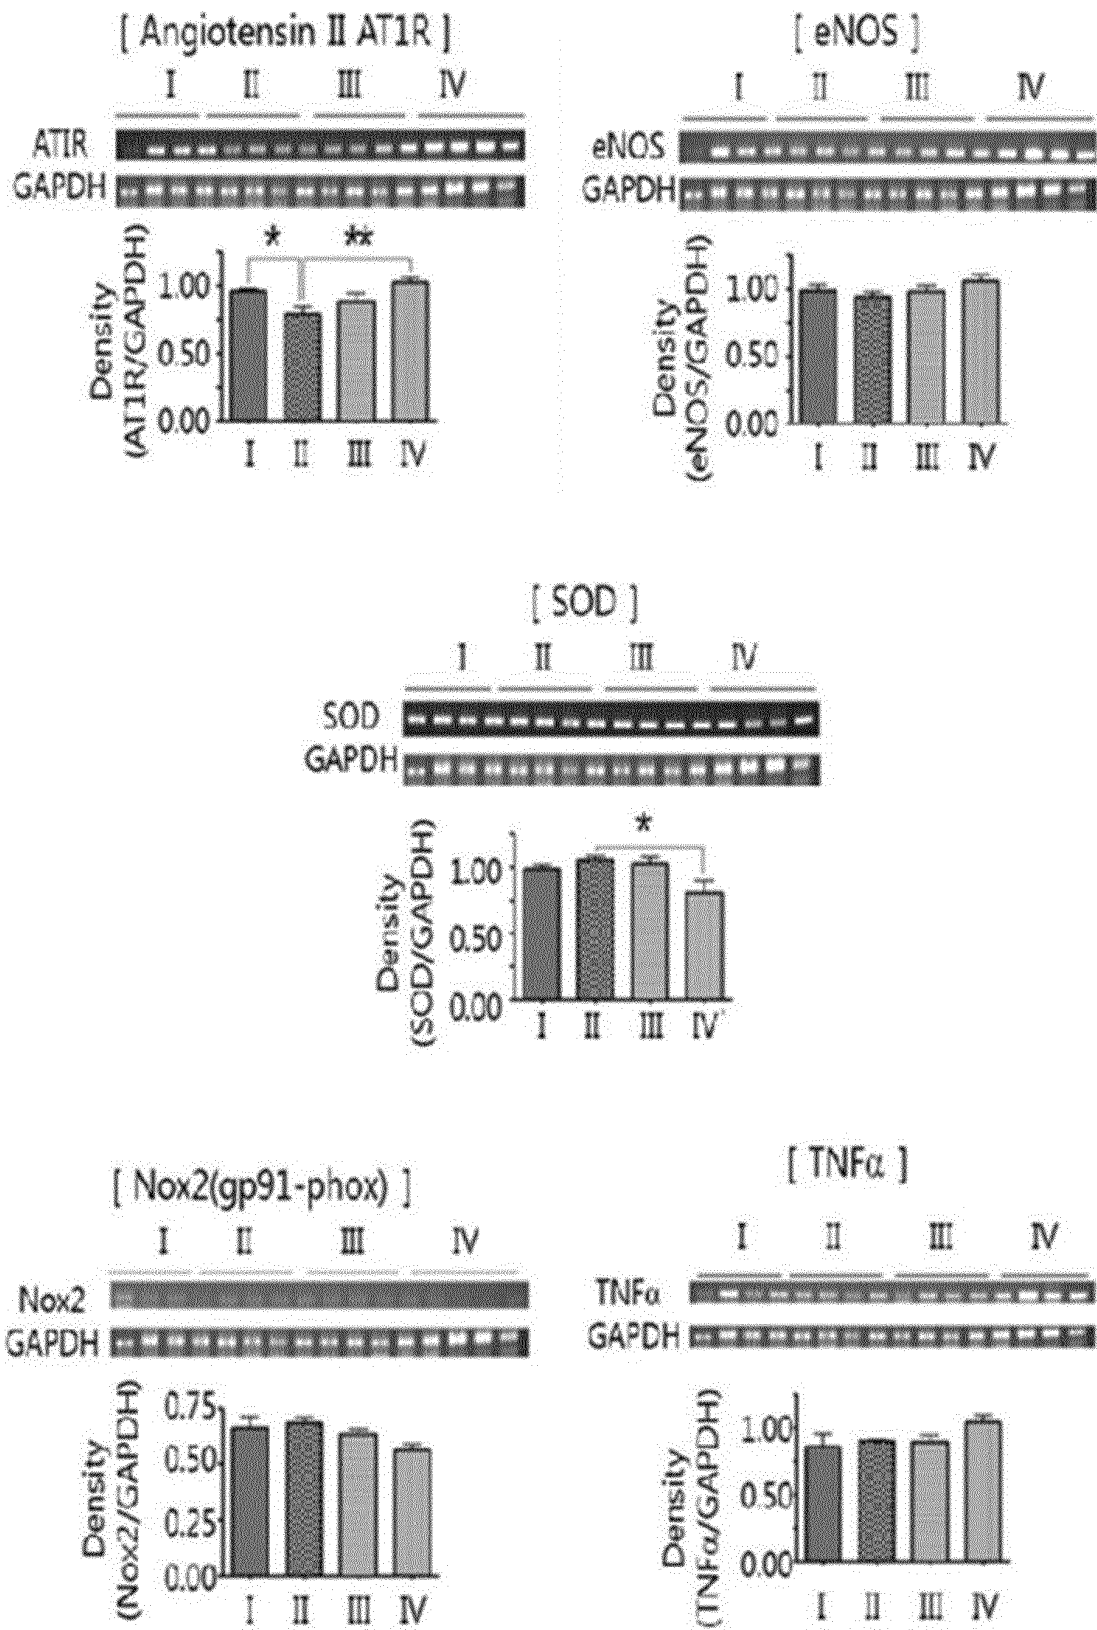 [ Angiotensin II AT1R ]
I II III IV
ATIR
GAPDH
* **
Density
(AT1R/GAPDH)
1.00
0.50
0.00
I II III IV
[ eNOS ]
I II III IV
eNOS
GAPDH
Density
(eNOS/GAPDH)
1.00
0.50
0.00
I II III IV
[ SOD ]
I II III IV
SOD
GAPDH
*
Density
(SOD/GAPDH)
1.00
0.50
0.00
I II III IV
[ Nox2(gp91-phox) ]
I II III IV
Nox2
GAPDH
Density
(Nox2/GAPDH)
0.75
0.50
0.25
0.00
I II III IV
[ TNFα ]
I II III IV
TNFα
GAPDH
Density
(TNFα/GAPDH)
1.00
0.50
0.00
I II III IV